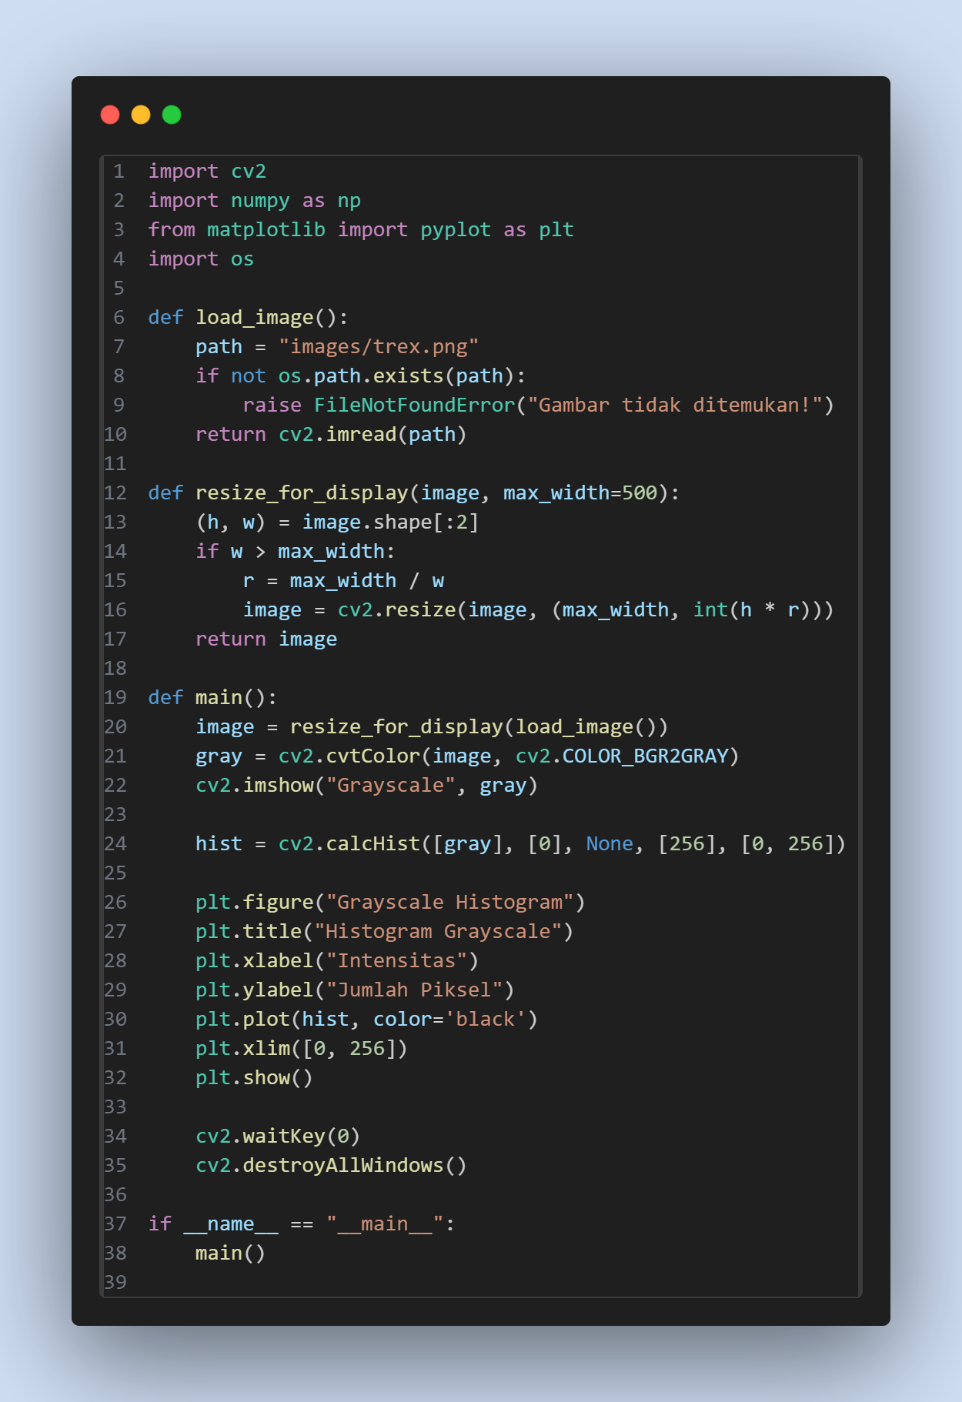 1 import cv2
2 import numpy as np
3 from matplotlib import pyplot as plt
4 import os
5
6 def load_image():
7     path = "images/trex.png"
8     if not os.path.exists(path):
9         raise FileNotFoundError("Gambar tidak ditemukan!")
10     return cv2.imread(path)
11
12 def resize_for_display(image, max_width=500):
13     (h, w) = image.shape[:2]
14     if w > max_width:
15         r = max_width / w
16         image = cv2.resize(image, (max_width, int(h * r)))
17     return image
18
19 def main():
20     image = resize_for_display(load_image())
21     gray = cv2.cvtColor(image, cv2.COLOR_BGR2GRAY)
22     cv2.imshow("Grayscale", gray)
23
24     hist = cv2.calcHist([gray], [0], None, [256], [0, 256])
25
26     plt.figure("Grayscale Histogram")
27     plt.title("Histogram Grayscale")
28     plt.xlabel("Intensitas")
29     plt.ylabel("Jumlah Piksel")
30     plt.plot(hist, color='black')
31     plt.xlim([0, 256])
32     plt.show()
33
34     cv2.waitKey(0)
35     cv2.destroyAllWindows()
36
37 if __name__ == "__main__":
38     main()
39